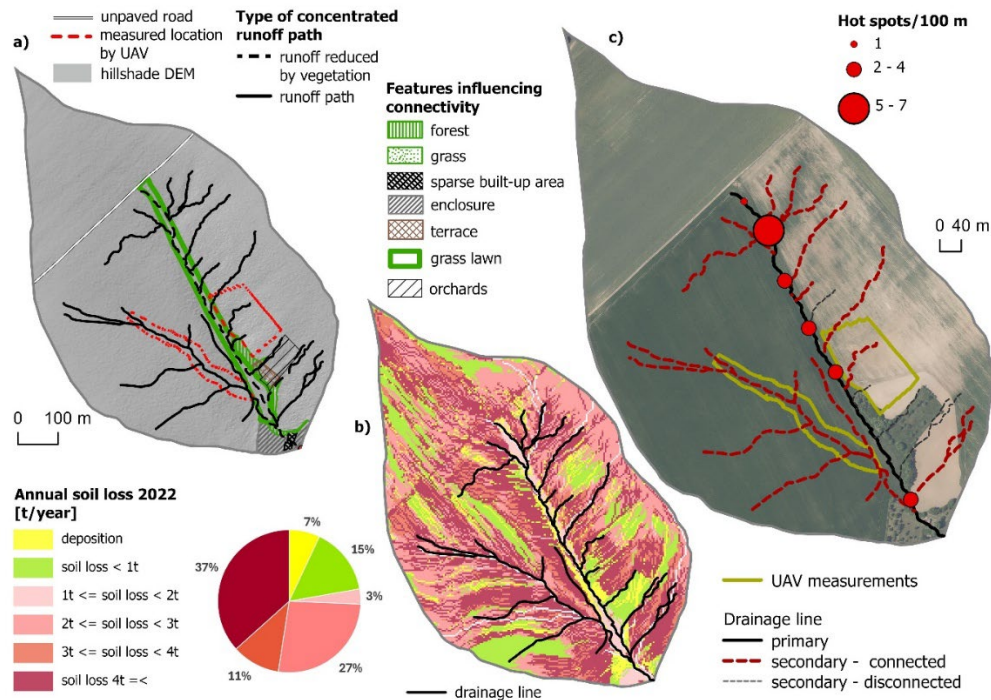 a)
unpaved road
measured location
by UAV
hillshade DEM
Type of concentrated
runoff path
runoff reduced
by vegetation
runoff path
Features influencing
connectivity
forest
grass
sparse built-up area
enclosure
terrace
grass lawn
orchards
0 100 m
c)
Hot spots/100 m
1
2 - 4
5 - 7
0 40 m
b)
Annual soil loss 2022
[t/year]
deposition
soil loss < 1t
1t <= soil loss < 2t
2t <= soil loss < 3t
3t <= soil loss < 4t
soil loss 4t =<
7%
15%
3%
27%
11%
37%
drainage line
UAV measurements
Drainage line
primary
secondary - connected
secondary - disconnected